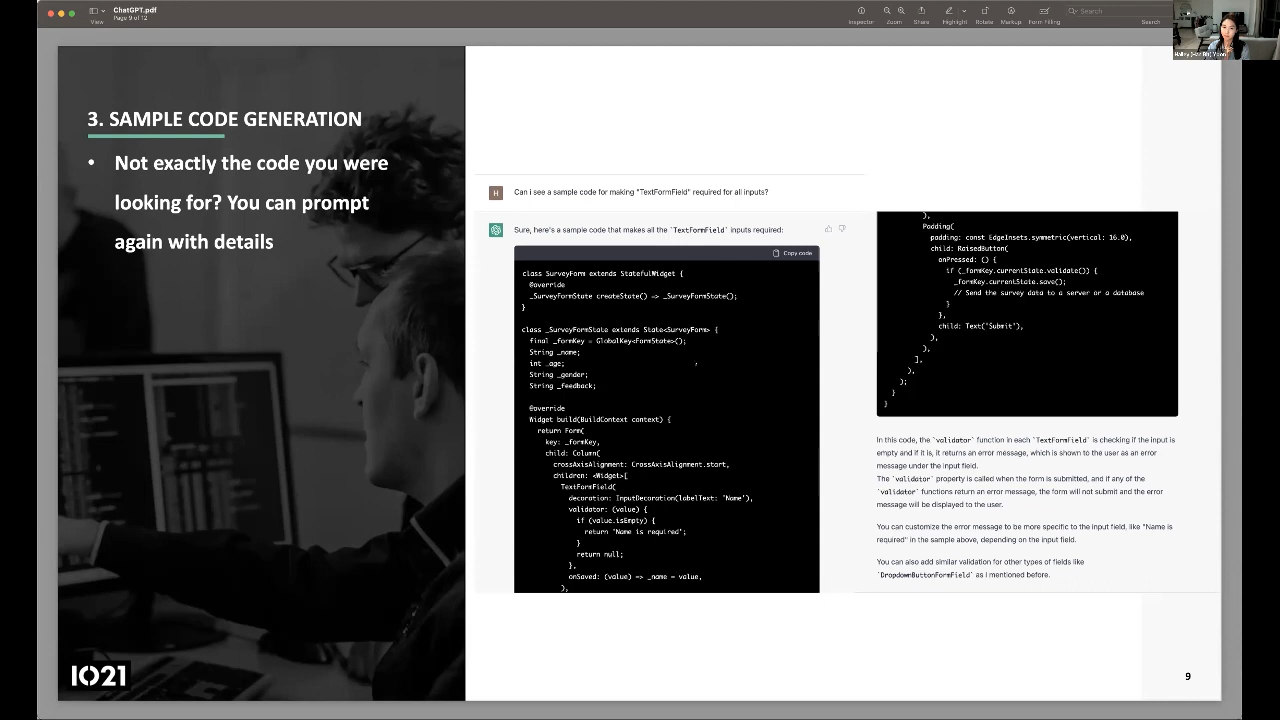 ChatGPT.pdf
Page 9 of 12
View
Inspector
Zoom
Share
Highlight
Rotate
Markup
Form Filling
Search
Search
3. SAMPLE CODE GENERATION
• Not exactly the code you were
looking for? You can prompt
again with details
1021
H
Can i see a sample code for making "TextFormField" required for all inputs?
Sure, here's a sample code that makes all the `TextFormField` inputs required:
Copy code
class SurveyForm extends StatefulWidget {
@override
_SurveyFormState createState() => _SurveyFormState();
}
class _SurveyFormState extends State<SurveyForm> {
final _formKey = GlobalKey<FormState>();
String _name;
int _age;
String _gender;
String _feedback;
@override
Widget build(BuildContext context) {
return Form(
key: _formKey,
child: Column(
crossAxisAlignment: CrossAxisAlignment.start,
children: <Widget>[
TextFormField(
decoration: InputDecoration(labelText: 'Name'),
validator: (value) {
if (value.isEmpty) {
return 'Name is required';
}
return null;
},
onSaved: (value) => _name = value,
),
),
Padding(
padding: const EdgeInsets.symmetric(vertical: 16.0),
child: RaisedButton(
onPressed: () {
if (_formKey.currentState.validate()) {
_formKey.currentState.save();
// Send the survey data to a server or a database
}
},
child: Text('Submit'),
),
),
],
),
);
}
}
In this code, the `validator` function in each `TextFormField` is checking if the input is
empty and if it is, it returns an error message, which is shown to the user as an error
message under the input field.
The `validator` property is called when the form is submitted, and if any of the
`validator` functions return an error message, the form will not submit and the error
message will be displayed to the user.
You can customize the error message to be more specific to the input field, like "Name is
required" in the sample above, depending on the input field.
You can also add similar validation for other types of fields like
`DropdownButtonFormField` as I mentioned before.
9